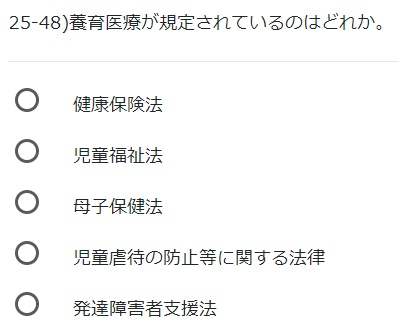 25-48)養育医療が規定されているのはどれか。
健康保険法
児童福祉法
母子保健法
児童虐待の防止等に関する法律
発達障害者支援法